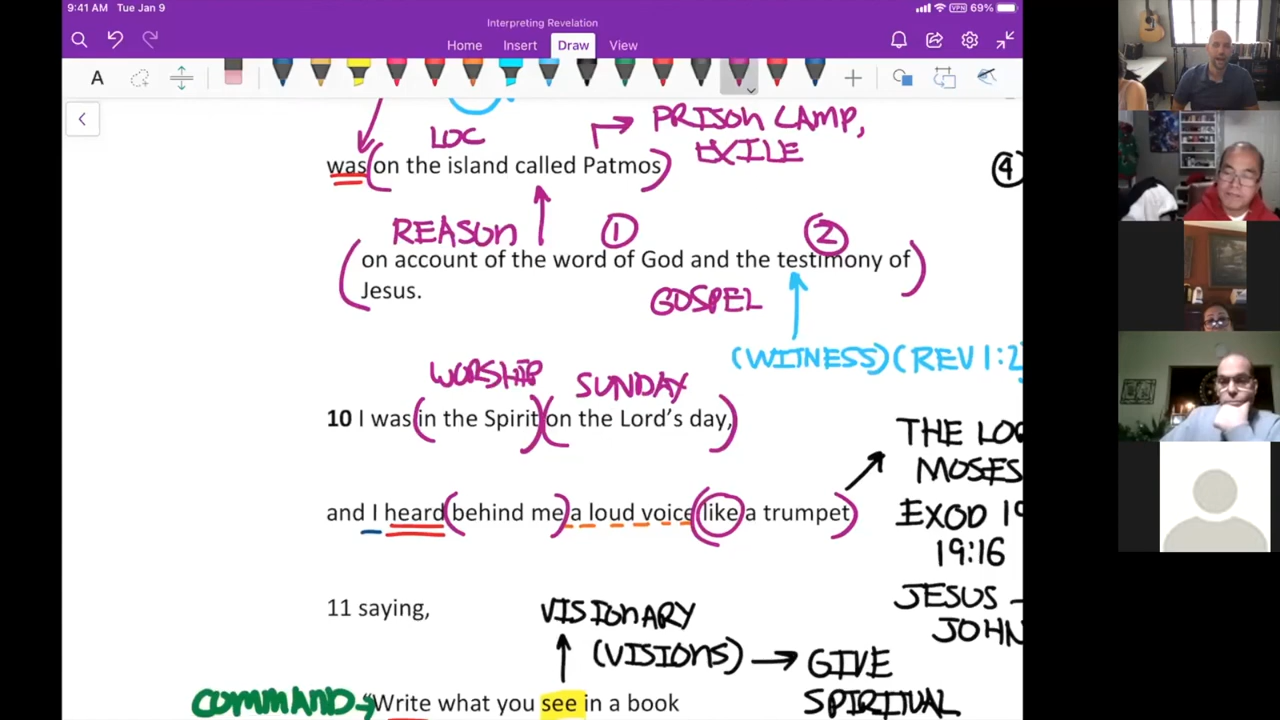 9:41 AM Tue Jan 9
VPN 69%
Interpreting Revelation
Home Insert Draw View
A
LOC
PRISON CAMP,
EXILE
was on the island called Patmos
4
REASON 1 2
on account of the word of God and the testimony of
Jesus.
GOSPEL
(WITNESS) (REV 1:2
WORSHIP SUNDAY
10 I was in the Spirit on the Lord's day,
THE LO
MOSES
and I heard behind me a loud voice like a trumpet
EXOD 19
19:16
JESUS -
JOHN
11 saying,
VISIONARY
(VISIONS) → GIVE
SPIRITUAL
COMMAND → "Write what you see in a book